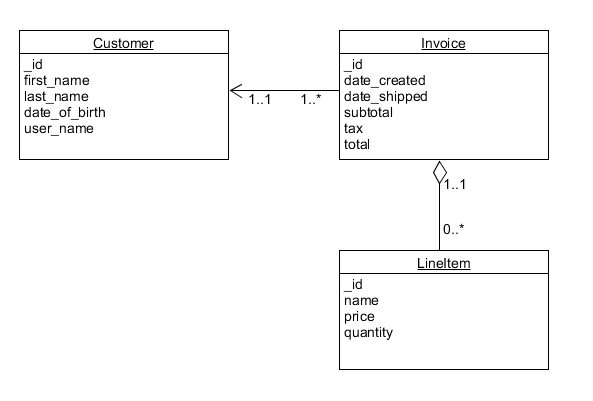 Customer
_id
first_name
last_name
date_of_birth
user_name
1..1
1..*
Invoice
_id
date_created
date_shipped
subtotal
tax
total
1..1
0..*
LineItem
_id
name
price
quantity